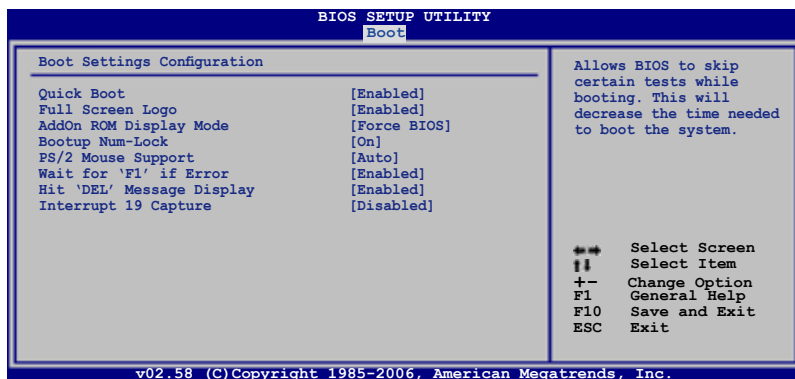 BIOS SETUP UTILITY
Boot
Boot Settings Configuration
Quick Boot [Enabled]
Full Screen Logo [Enabled]
AddOn ROM Display Mode [Force BIOS]
Bootup Num-Lock [On]
PS/2 Mouse Support [Auto]
Wait for ‘F1’ if Error [Enabled]
Hit ‘DEL’ Message Display [Enabled]
Interrupt 19 Capture [Disabled]
Allows BIOS to skip
certain tests while
booting. This will
decrease the time needed
to boot the system.
←→ Select Screen
↑↓ Select Item
+- Change Option
F1 General Help
F10 Save and Exit
ESC Exit
v02.58 (C)Copyright 1985-2006, American Megatrends, Inc.